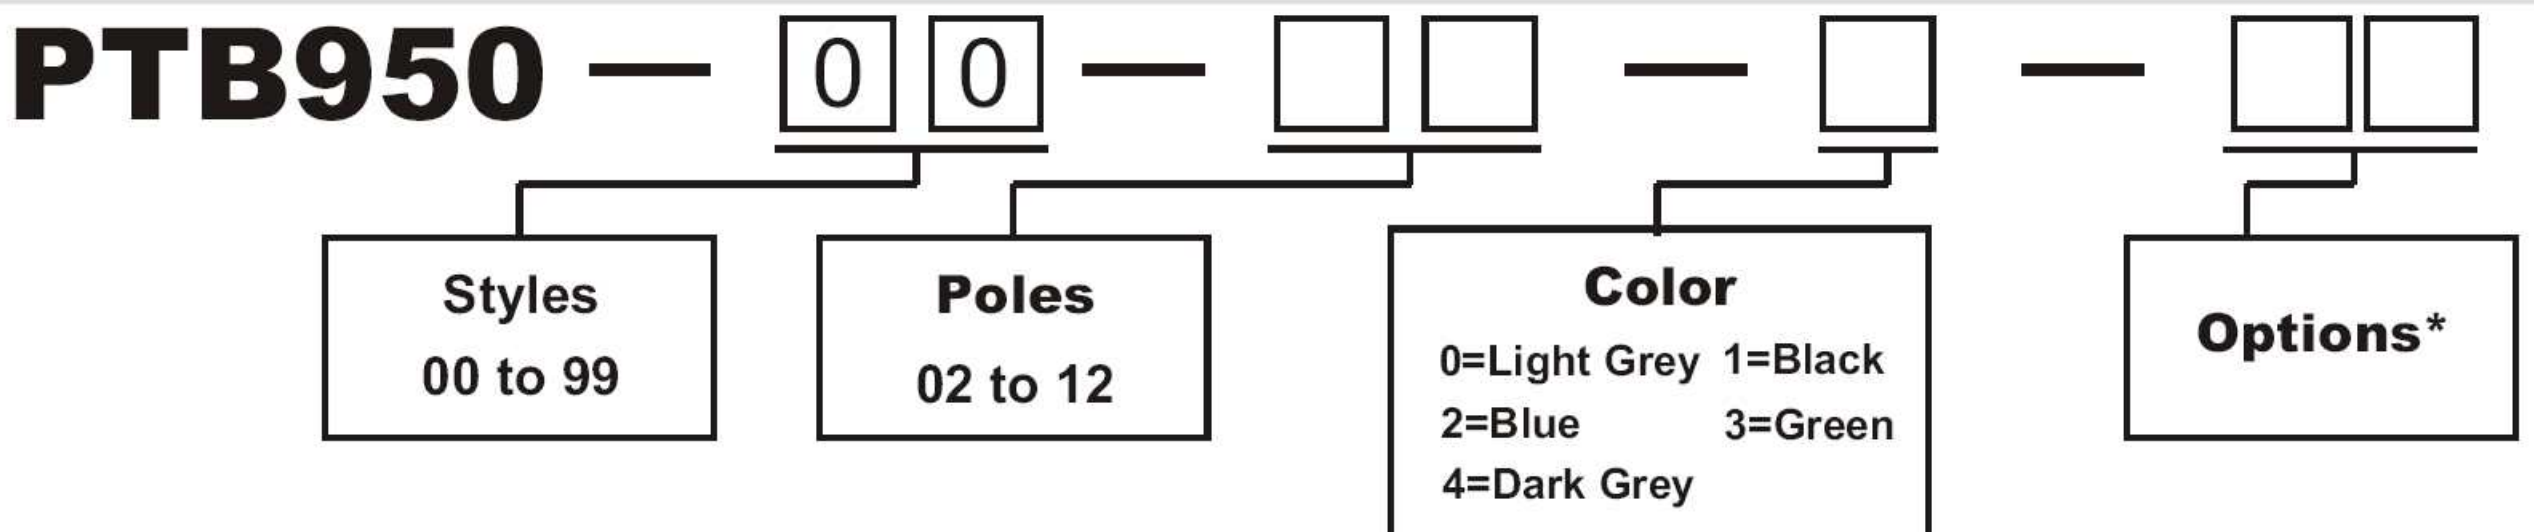 PTB950 — 0 0 — — —
Styles
00 to 99
Poles
02 to 12
Color
0=Light Grey 1=Black
2=Blue 3=Green
4=Dark Grey
Options*